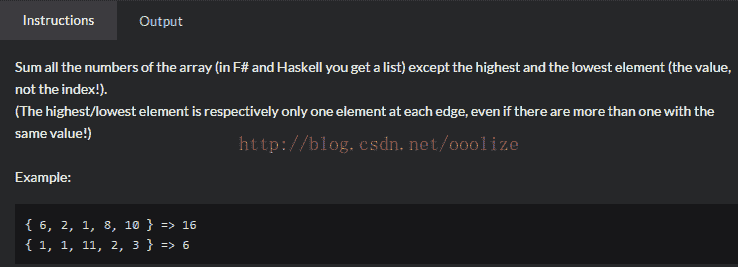 Instructions
Output
Sum all the numbers of the array (in F# and Haskell you get a list) except the highest and the lowest element (the value,
not the index!).
(The highest/lowest element is respectively only one element at each edge, even if there are more than one with the
same value!)
http://blog.csdn.net/ooolize
Example:
{ 6, 2, 1, 8, 10 } => 16
{ 1, 1, 11, 2, 3 } => 6